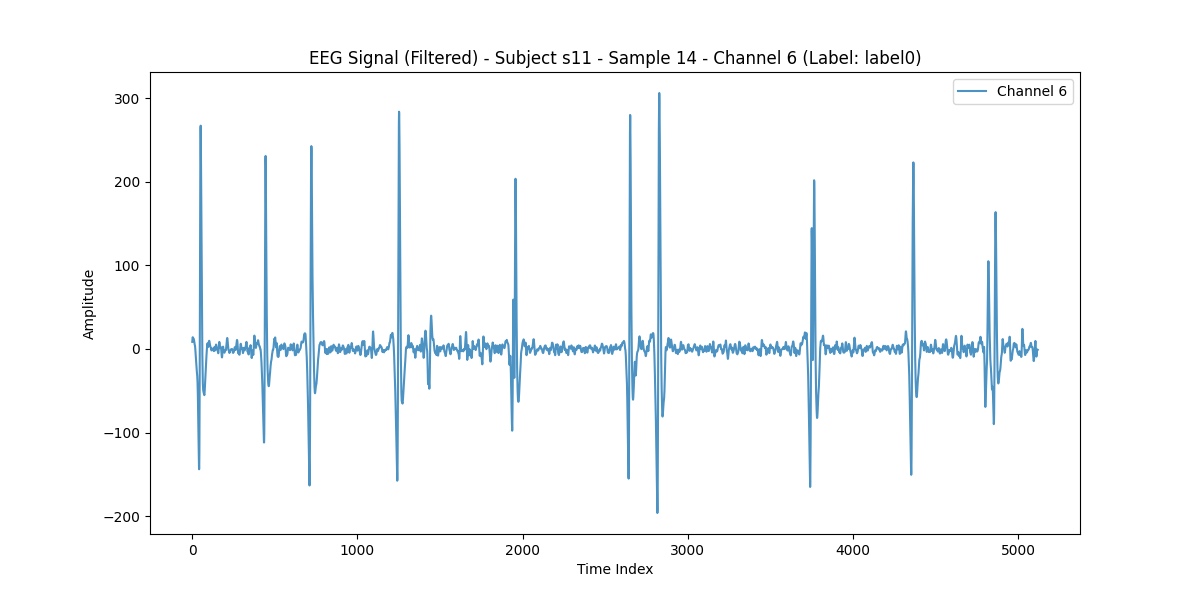 EEG Signal (Filtered) - Subject s11 - Sample 14 - Channel 6 (Label: label0)
Channel 6
300
200
100
0
−100
−200
Amplitude
0 1000 2000 3000 4000 5000
Time Index